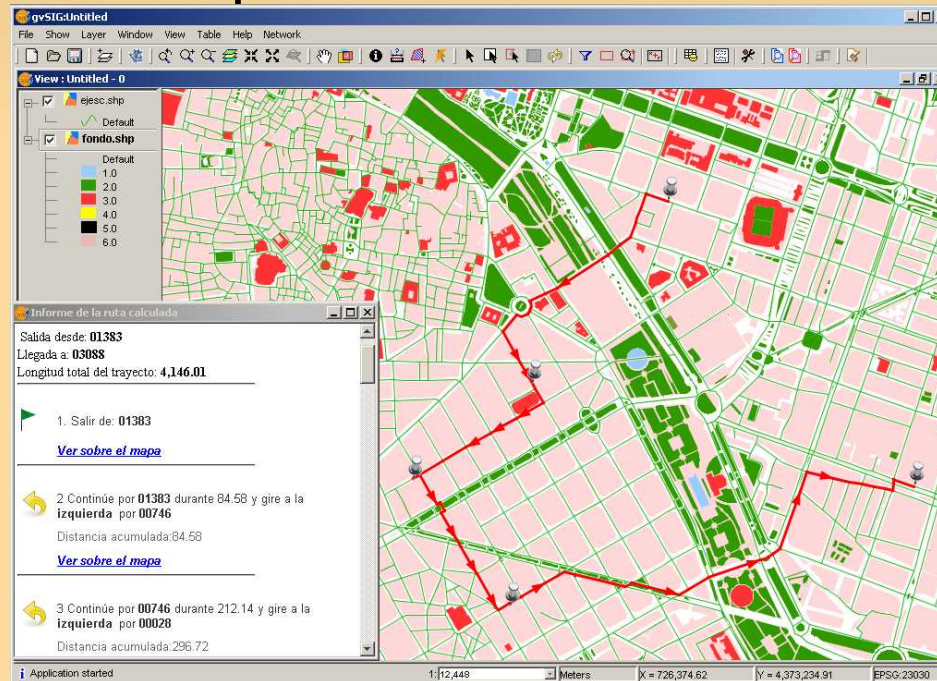 gvSIG:Untitled
File Show Layer Window View Table Help Network
View : Untitled - 0
ejesc.shp
Default
fondo.shp
Default
1.0
2.0
3.0
4.0
5.0
6.0
Informe de la ruta calculada
Salida desde: 01383
Llegada a: 03088
Longitud total del trayecto: 4,146.01
1. Salir de: 01383
Ver sobre el mapa
2 Continúe por 01383 durante 84.58 y gire a la
izquierda por 00746
Distancia acumulada:84.58
Ver sobre el mapa
3 Continúe por 00746 durante 212.14 y gire a la
izquierda por 00028
Distancia acumulada:296.72
Application started 1: 12,448 Meters X = 726,374.62 Y = 4,373,234.91 EPSG:23030